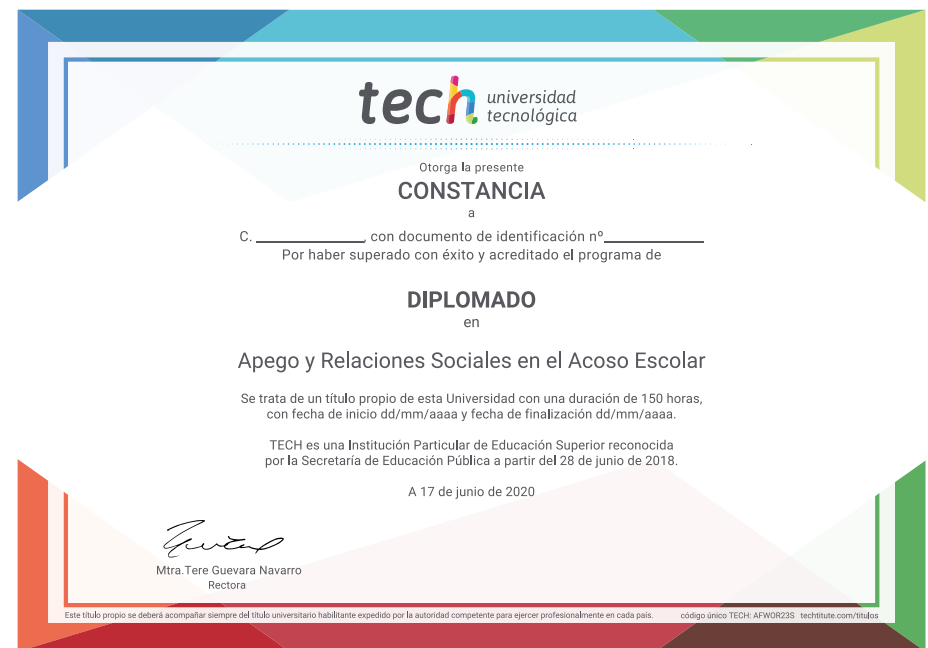 tech universidad
tecnológica
Otorga la presente
CONSTANCIA
a
C. ____________, con documento de identificación nº___________
Por haber superado con éxito y acreditado el programa de
DIPLOMADO
en
Apego y Relaciones Sociales en el Acoso Escolar
Se trata de un título propio de esta Universidad con una duración de 150 horas,
con fecha de inicio dd/mm/aaaa y fecha de finalización dd/mm/aaaa.
TECH es una Institución Particular de Educación Superior reconocida
por la Secretaría de Educación Pública a partir del 28 de junio de 2018.
A 17 de junio de 2020
Mtra.Tere Guevara Navarro
Rectora
Este título propio se deberá acompañar siempre del título universitario habilitante expedido por la autoridad competente para ejercer profesionalmente en cada país. código único TECH: AFWOR23S techtitute.com/titulos